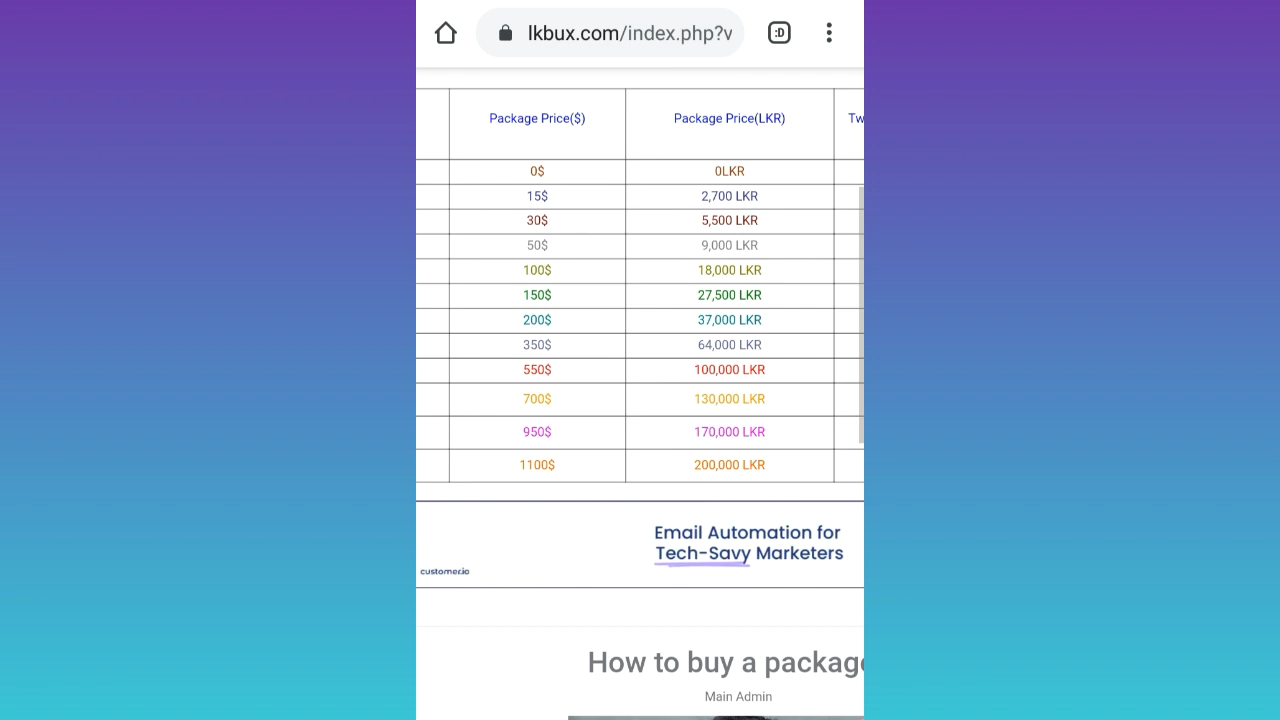 lkbux.com/index.php?v
:D
Package Price($) Package Price(LKR) Tw
0$ 0LKR
15$ 2,700 LKR
30$ 5,500 LKR
50$ 9,000 LKR
100$ 18,000 LKR
150$ 27,500 LKR
200$ 37,000 LKR
350$ 64,000 LKR
550$ 100,000 LKR
700$ 130,000 LKR
950$ 170,000 LKR
1100$ 200,000 LKR
Email Automation for
Tech-Savy Marketers
customer.io
How to buy a package
Main Admin